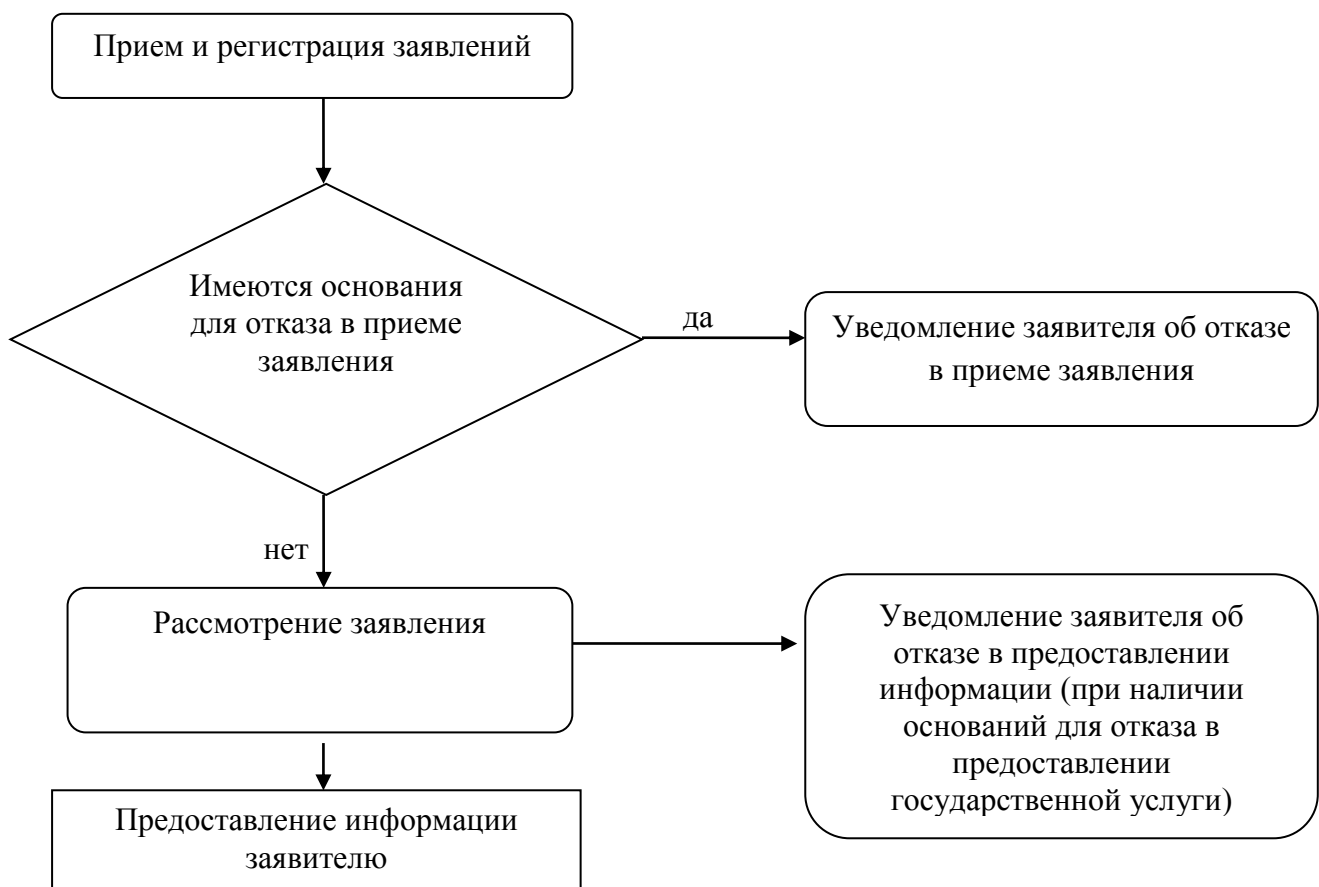 Прием и регистрация заявлений
Имеются основания
для отказа в приеме
заявления
да
Уведомление заявителя об отказе
в приеме заявления
нет
Рассмотрение заявления
Уведомление заявителя об
отказе в предоставлении
информации (при наличии
оснований для отказа в
предоставлении
государственной услуги)
Предоставление информации
заявителю